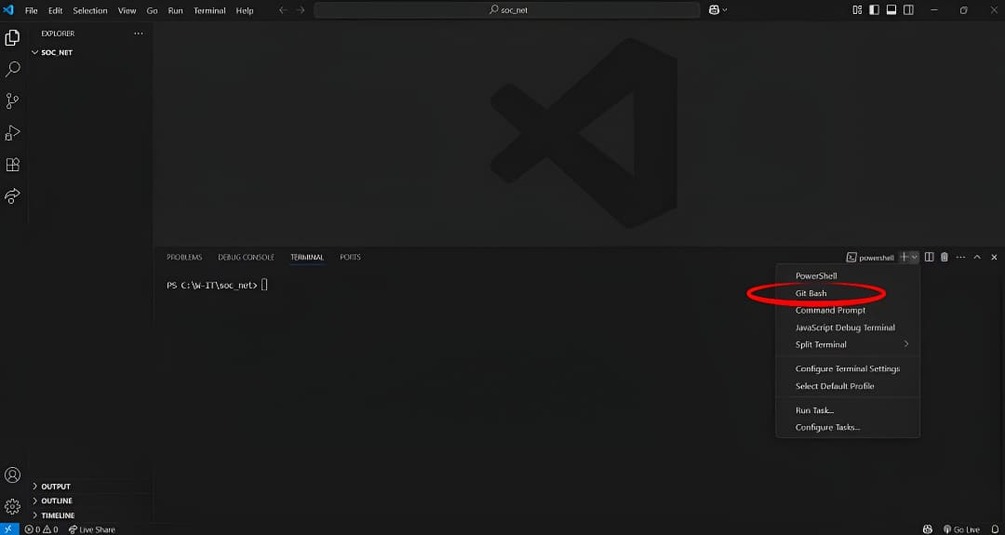 File Edit Selection View Go Run Terminal Help
soc_net
EXPLORER
SOC_NET
PROBLEMS DEBUG CONSOLE TERMINAL PORTS
powershell
PS C:\W-IT\soc_net>
PowerShell
Git Bash
Command Prompt
JavaScript Debug Terminal
Split Terminal
Configure Terminal Settings
Select Default Profile
Run Task...
Configure Tasks...
OUTPUT
OUTLINE
TIMELINE
0 0 Live Share
Go Live